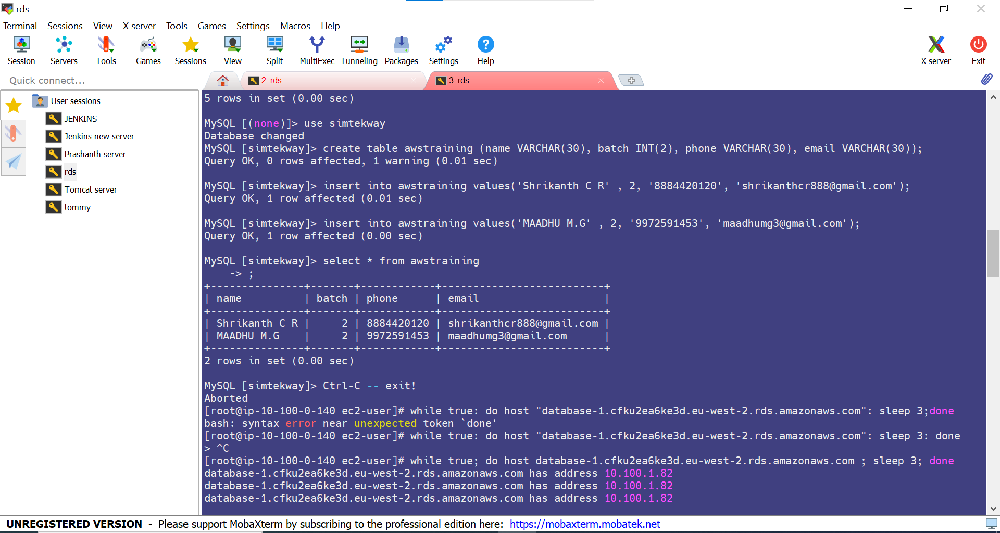 rds
Terminal Sessions View X server Tools Games Settings Macros Help
Session Servers Tools Games Sessions View Split MultiExec Tunneling Packages Settings Help X server Exit
Quick connect...
2. rds
3. rds
User sessions
JENKINS
Jenkins new server
Prashanth server
rds
Tomcat server
tommy
5 rows in set (0.00 sec)
MySQL [(none)]> use simtekway
Database changed
MySQL [simtekway]> create table awstraining (name VARCHAR(30), batch INT(2), phone VARCHAR(30), email VARCHAR(30));
Query OK, 0 rows affected, 1 warning (0.01 sec)
MySQL [simtekway]> insert into awstraining values('Shrikanth C R' , 2, '8884420120', 'shrikanthcr888@gmail.com');
Query OK, 1 row affected (0.01 sec)
MySQL [simtekway]> insert into awstraining values('MAADHU M.G' , 2, '9972591453', 'maadhumg3@gmail.com');
Query OK, 1 row affected (0.00 sec)
MySQL [simtekway]> select * from awstraining
    -> ;
+---------------+-------+------------+--------------------------+
| name          | batch | phone      | email                    |
+---------------+-------+------------+--------------------------+
| Shrikanth C R |     2 | 8884420120 | shrikanthcr888@gmail.com |
| MAADHU M.G    |     2 | 9972591453 | maadhumg3@gmail.com      |
+---------------+-------+------------+--------------------------+
2 rows in set (0.00 sec)
MySQL [simtekway]> Ctrl-C -- exit!
Aborted
[root@ip-10-100-0-140 ec2-user]# while true: do host "database-1.cfku2ea6ke3d.eu-west-2.rds.amazonaws.com": sleep 3;done
bash: syntax error near unexpected token `done'
[root@ip-10-100-0-140 ec2-user]# while true: do host "database-1.cfku2ea6ke3d.eu-west-2.rds.amazonaws.com": sleep 3: done
> ^C
[root@ip-10-100-0-140 ec2-user]# while true; do host database-1.cfku2ea6ke3d.eu-west-2.rds.amazonaws.com ; sleep 3; done
database-1.cfku2ea6ke3d.eu-west-2.rds.amazonaws.com has address 10.100.1.82
database-1.cfku2ea6ke3d.eu-west-2.rds.amazonaws.com has address 10.100.1.82
database-1.cfku2ea6ke3d.eu-west-2.rds.amazonaws.com has address 10.100.1.82
UNREGISTERED VERSION - Please support MobaXterm by subscribing to the professional edition here: https://mobaxterm.mobatek.net